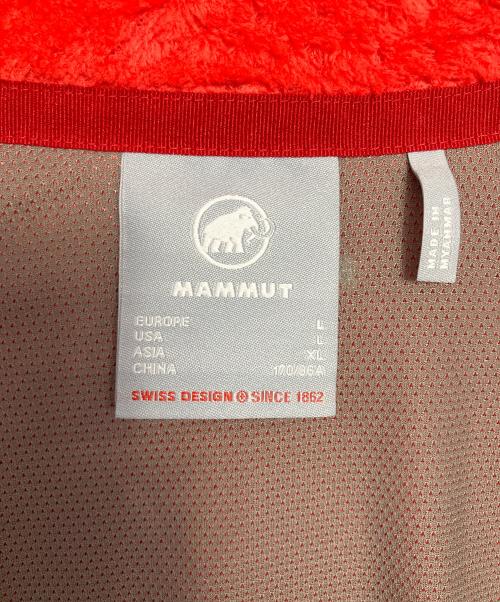 MAMMUT
EUROPE L
USA L
ASIA XL
CHINA 170/96A
SWISS DESIGN SINCE 1862
MADE IN
MYANMAR